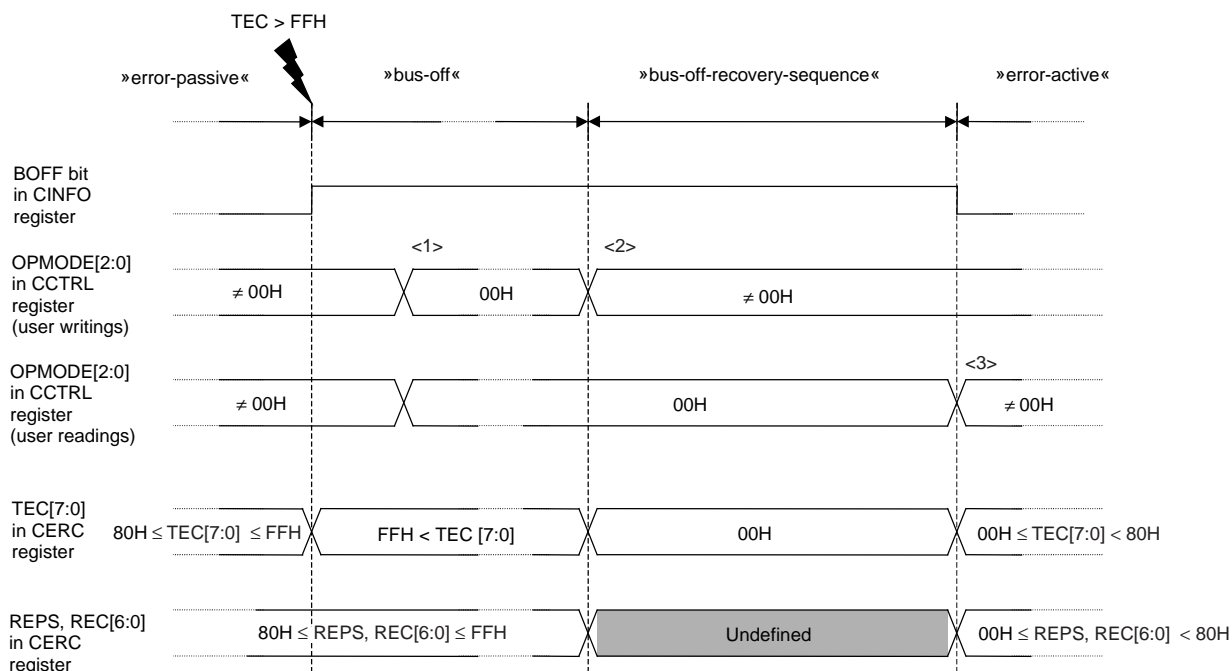 TEC > FFH
»error-passive«
»bus-off«
»bus-off-recovery-sequence«
»error-active«
BOFF bit
in CINFO
register
<1>
<2>
OPMODE[2:0]
in CCTRL
register
(user writings)
≠ 00H
00H
≠ 00H
<3>
OPMODE[2:0]
in CCTRL
register
(user readings)
≠ 00H
00H
≠ 00H
TEC[7:0]
in CERC
register
80H ≤ TEC[7:0] ≤ FFH
FFH < TEC [7:0]
00H
00H ≤ TEC[7:0] < 80H
REPS, REC[6:0]
in CERC
register
80H ≤ REPS, REC[6:0] ≤ FFH
Undefined
00H ≤ REPS, REC[6:0] < 80H